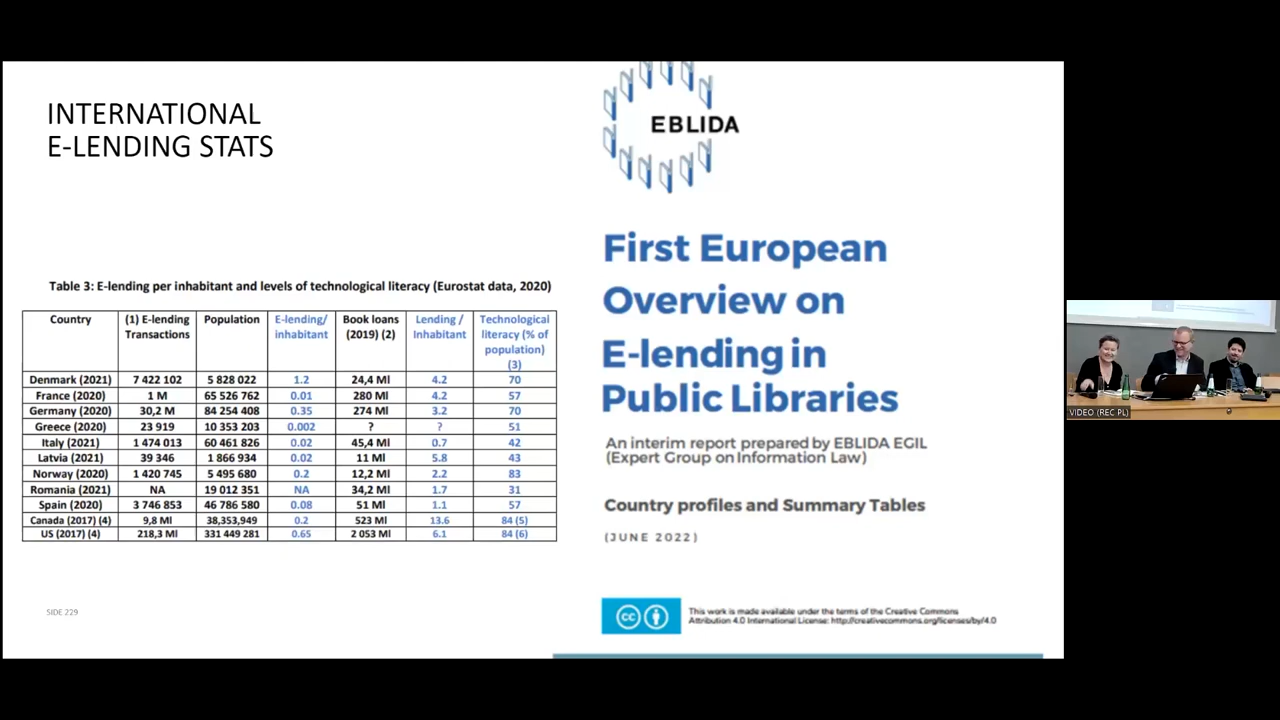 INTERNATIONAL
E-LENDING STATS
Table 3: E-lending per inhabitant and levels of technological literacy (Eurostat data, 2020)
Country (1) E-lending Transactions Population E-lending/ inhabitant Book loans (2019) (2) Lending / Inhabitant Technological literacy (% of population) (3)
Denmark (2021) 7 422 102 5 828 022 1.2 24,4 Ml 4.2 70
France (2020) 1 M 65 526 762 0.01 280 Ml 4.2 57
Germany (2020) 30,2 M 84 254 408 0.35 274 Ml 3.2 70
Greece (2020) 23 919 10 353 203 0.002 ? ? 51
Italy (2021) 1 474 013 60 461 826 0.02 45,4 Ml 0.7 42
Latvia (2021) 39 346 1 866 934 0.02 11 Ml 5.8 43
Norway (2020) 1 420 745 5 495 680 0.2 12,2 Ml 2.2 83
Romania (2021) NA 19 012 351 NA 34,2 Ml 1.7 31
Spain (2020) 3 746 853 46 786 580 0.08 51 Ml 1.1 57
Canada (2017) (4) 9,8 Ml 38,353,949 0.2 523 Ml 13.6 84 (5)
US (2017) (4) 218,3 Ml 331 449 281 0.65 2 053 Ml 6.1 84 (6)
SIDE 229
EBLIDA
First European
Overview on
E-lending in
Public Libraries
An interim report prepared by EBLIDA EGIL
(Expert Group on Information Law)
Country profiles and Summary Tables
(JUNE 2022)
cc
This work is made available under the terms of the Creative Commons
Attribution 4.0 International License: http://creativecommons.org/licenses/by/4.0
VIDEO (REC PL)